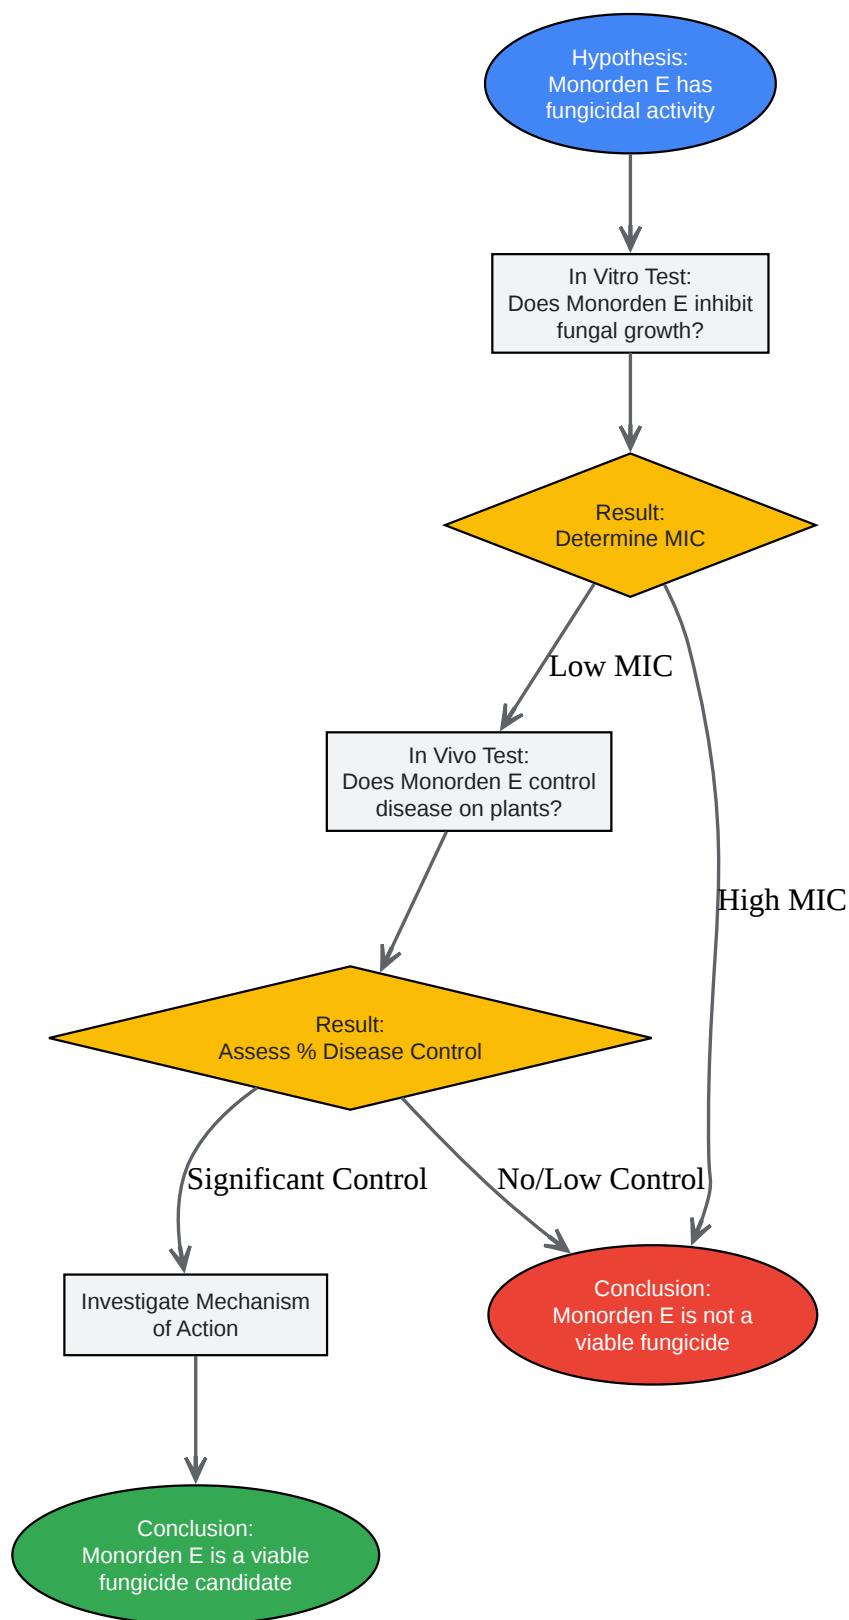 Hypothesis:
Monorden E has
fungicidal activity
In Vitro Test:
Does Monorden E inhibit
fungal growth?
Result:
Determine MIC
Low MIC
In Vivo Test:
Does Monorden E control
disease on plants?
High MIC
Result:
Assess % Disease Control
Significant Control
No/Low Control
Investigate Mechanism
of Action
Conclusion:
Monorden E is not a
viable fungicide
Conclusion:
Monorden E is a viable
fungicide candidate